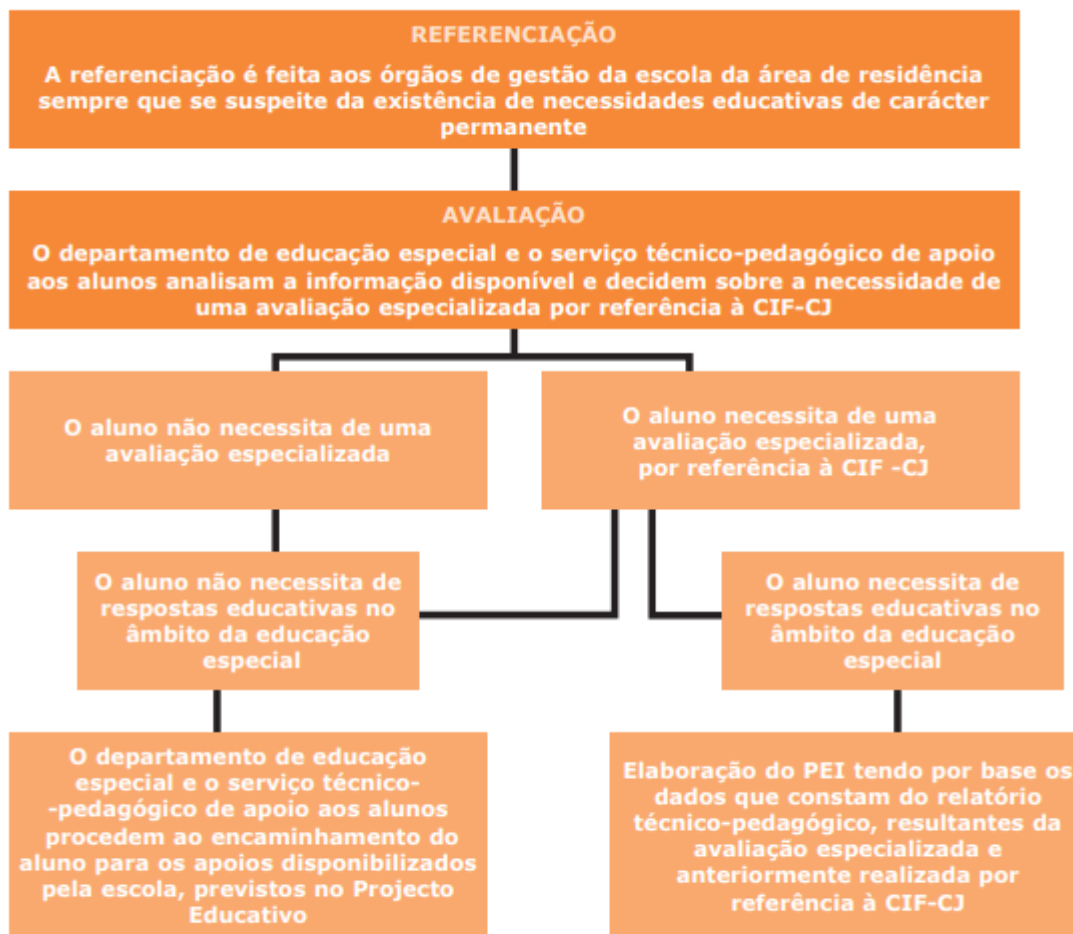 REFERENCIAÇÃO
A referenciação é feita aos órgãos de gestão da escola da área de residência
sempre que se suspeite da existência de necessidades educativas de carácter
permanente
AVALIAÇÃO
O departamento de educação especial e o serviço técnico-pedagógico de apoio
aos alunos analisam a informação disponível e decidem sobre a necessidade de
uma avaliação especializada por referência à CIF-CJ
O aluno não necessita de uma
avaliação especializada
O aluno necessita de uma
avaliação especializada,
por referência à CIF -CJ
O aluno não necessita de
respostas educativas no
âmbito da educação
especial
O aluno necessita de
respostas educativas no
âmbito da educação
especial
O departamento de educação
especial e o serviço técnico-
-pedagógico de apoio aos alunos
procedem ao encaminhamento do
aluno para os apoios disponibilizados
pela escola, previstos no Projecto
Educativo
Elaboração do PEI tendo por base os
dados que constam do relatório
técnico-pedagógico, resultantes da
avaliação especializada e
anteriormente realizada por
referência à CIF-CJ